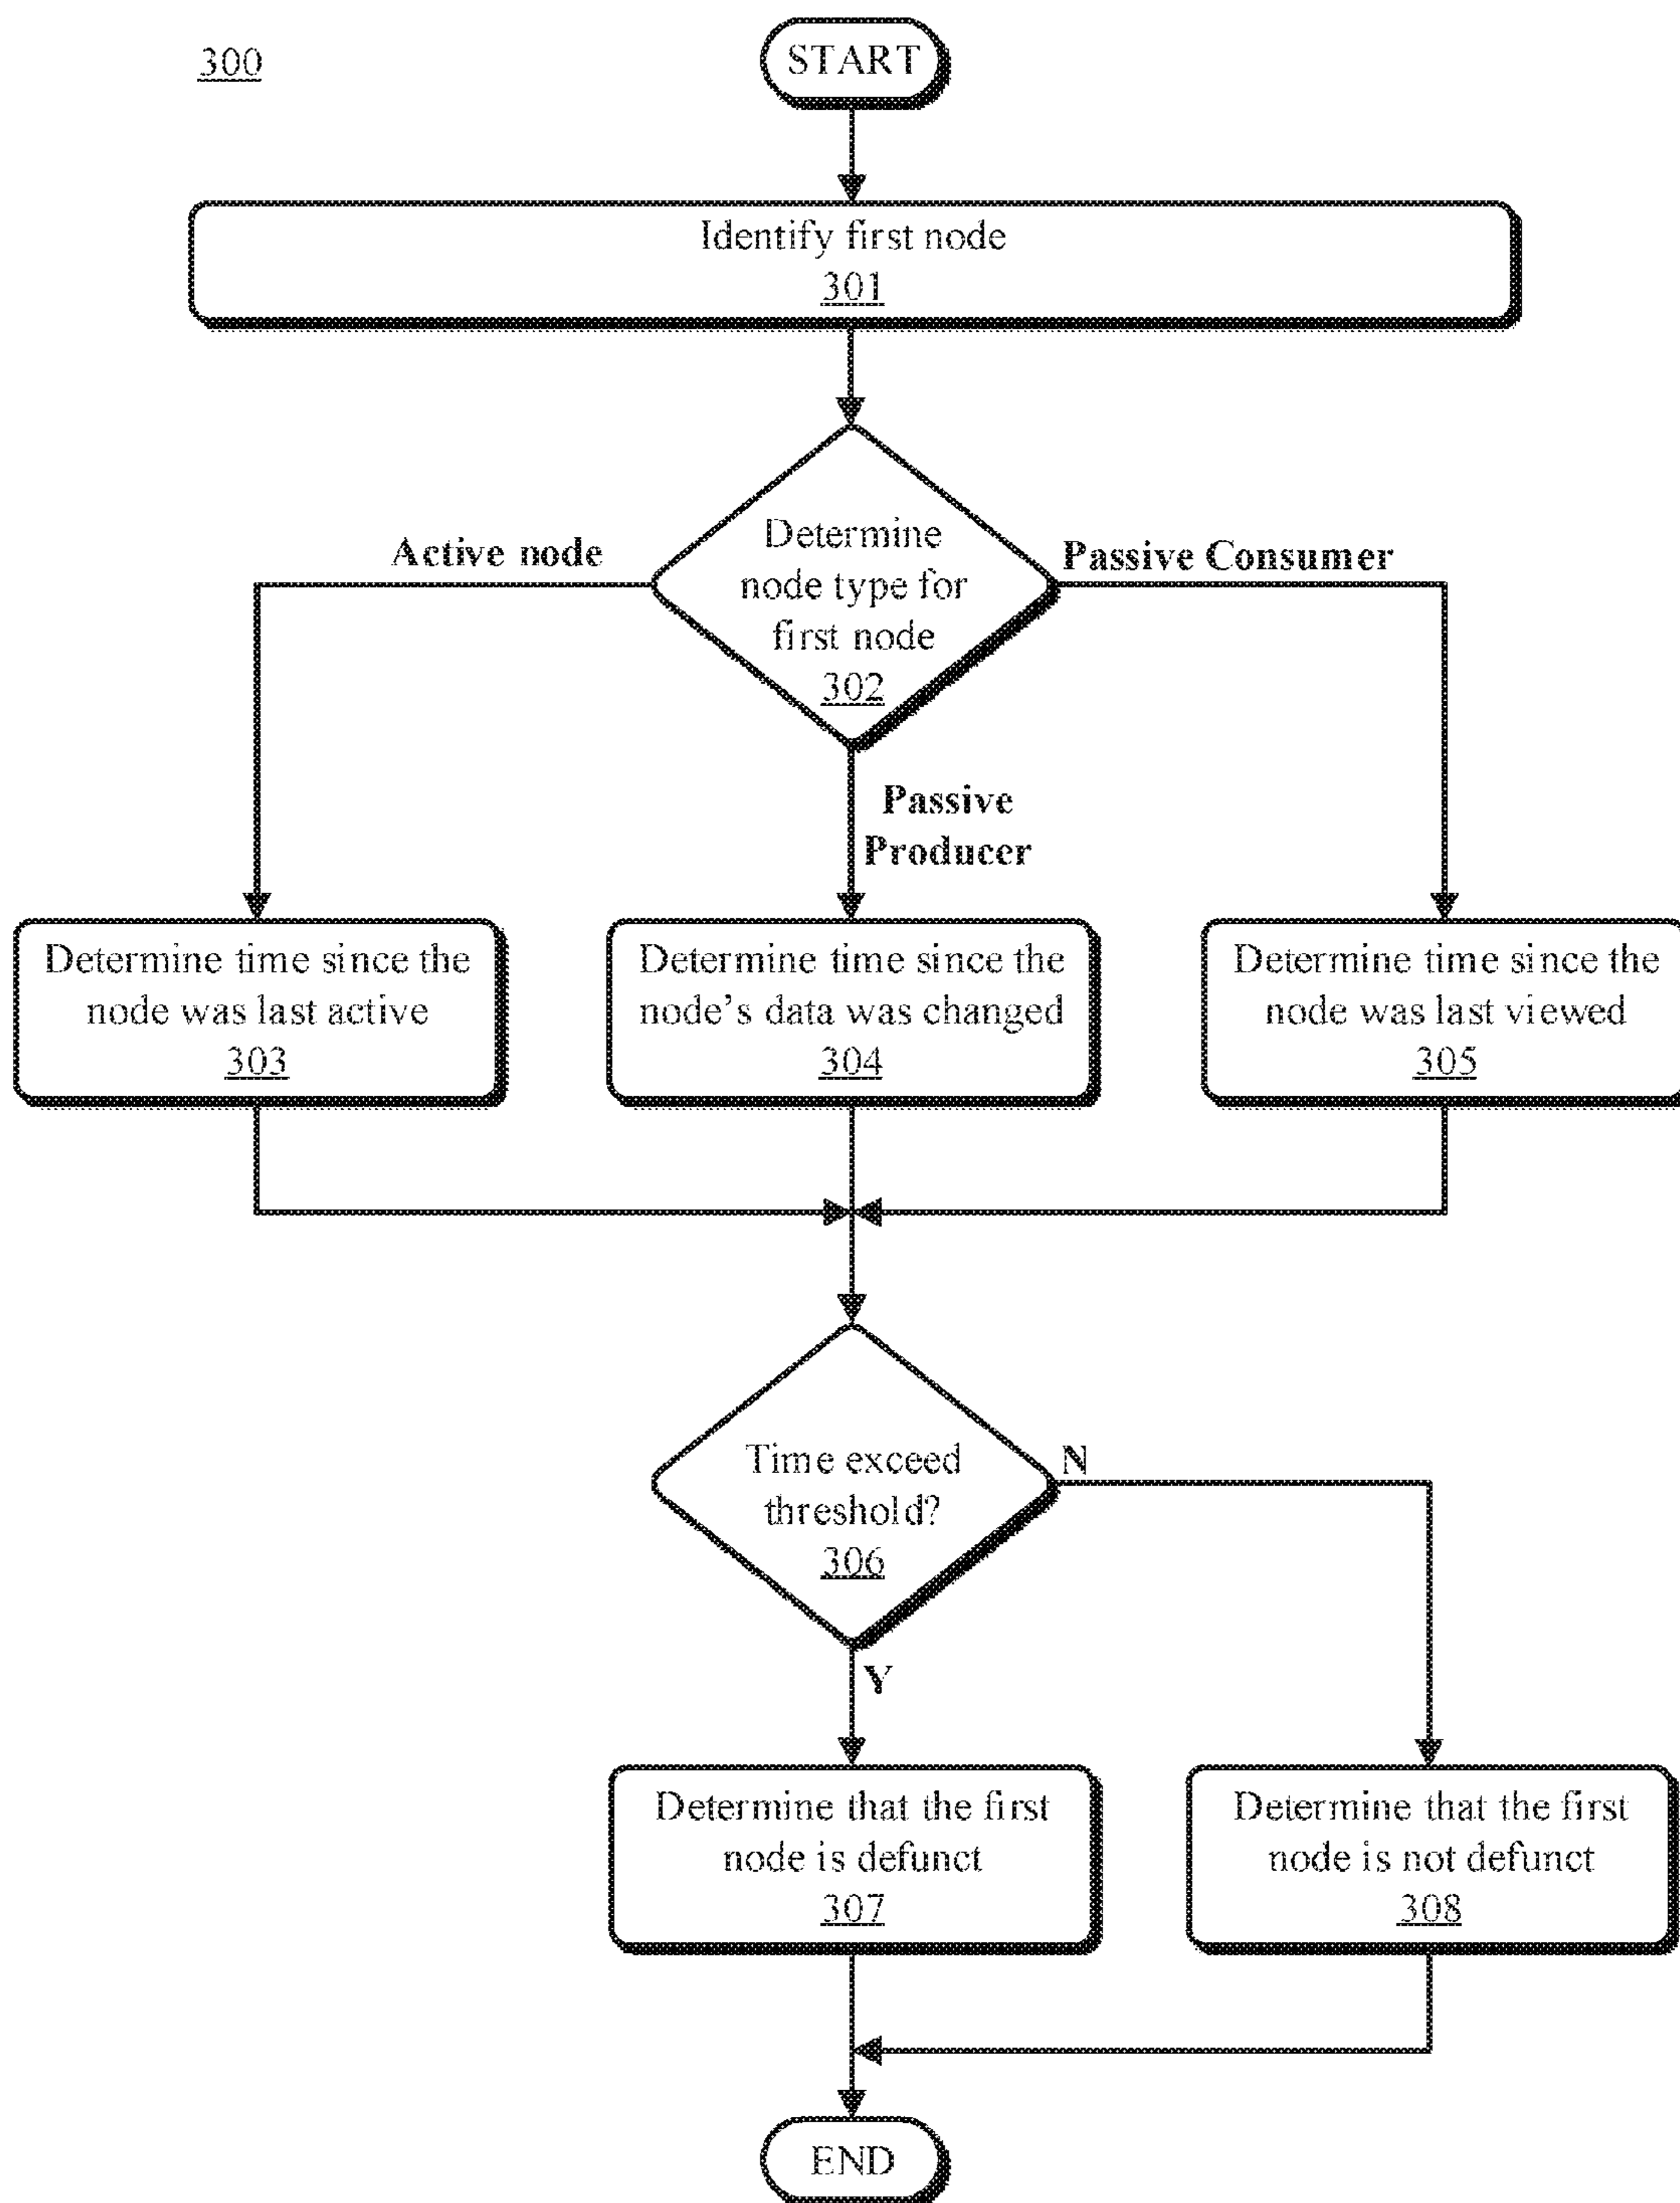 300
START
Identify first node
301
Determine
node type for
first node
302
Active node
Passive Consumer
Passive
Producer
Determine time since the
node was last active
303
Determine time since the
node's data was changed
304
Determine time since the
node was last viewed
305
Time exceed
threshold?
306
N
Y
Determine that the first
node is defunct
307
Determine that the first
node is not defunct
308
END